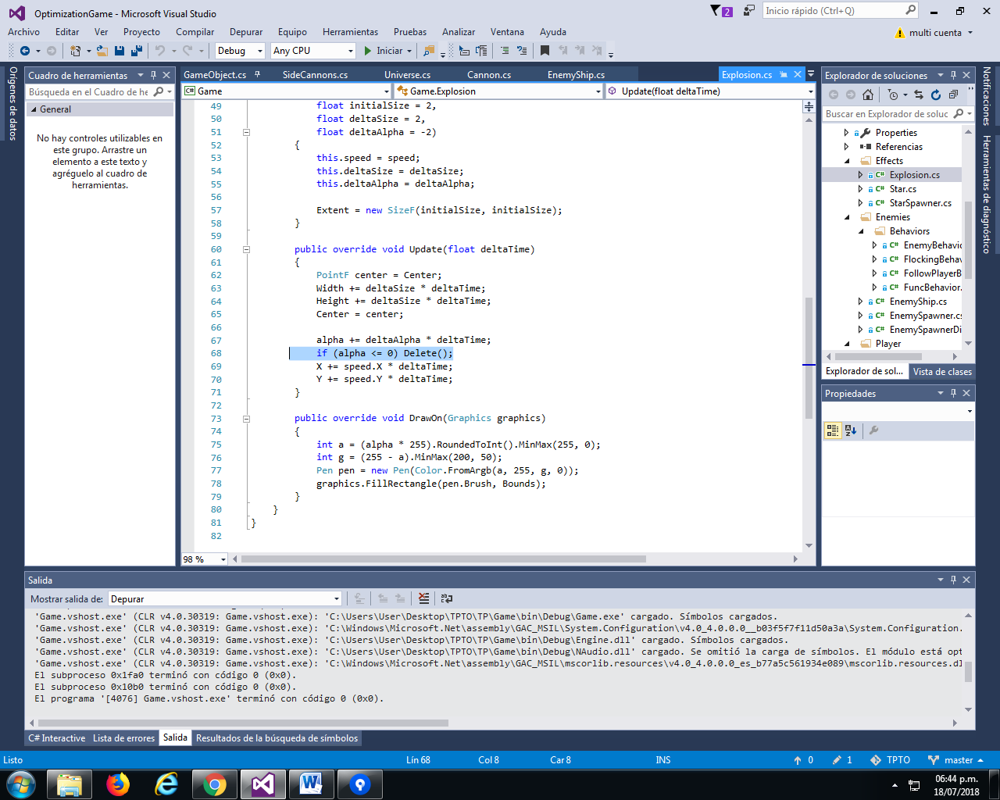 OptimizationGame - Microsoft Visual Studio
2
Inicio rápido (Ctrl+Q)
Archivo Editar Ver Proyecto Compilar Depurar Equipo Herramientas Pruebas Analizar Ventana Ayuda
multi cuenta
Debug Any CPU Iniciar
Orígenes de datos
Cuadro de herramientas
Búsqueda en el Cuadro de he
General
No hay controles utilizables en
este grupo. Arrastre un
elemento a este texto y
agréguelo al cuadro de
herramientas.
GameObject.cs SideCannons.cs Universe.cs Cannon.cs EnemyShip.cs Explosion.cs
Game Game.Explosion Update(float deltaTime)
49 float initialSize = 2,
50 float deltaSize = 2,
51 float deltaAlpha = -2)
52 {
53 this.speed = speed;
54 this.deltaSize = deltaSize;
55 this.deltaAlpha = deltaAlpha;
56
57 Extent = new SizeF(initialSize, initialSize);
58 }
59
60 public override void Update(float deltaTime)
61 {
62 PointF center = Center;
63 Width += deltaSize * deltaTime;
64 Height += deltaSize * deltaTime;
65 Center = center;
66
67 alpha += deltaAlpha * deltaTime;
68 if (alpha <= 0) Delete();
69 X += speed.X * deltaTime;
70 Y += speed.Y * deltaTime;
71 }
72
73 public override void DrawOn(Graphics graphics)
74 {
75 int a = (alpha * 255).RoundedToInt().MinMax(255, 0);
76 int g = (255 - a).MinMax(200, 50);
77 Pen pen = new Pen(Color.FromArgb(a, 255, g, 0));
78 graphics.FillRectangle(pen.Brush, Bounds);
79 }
80 }
81 }
82
98 %
Explorador de soluciones
Buscar en Explorador de soluc
Properties
Referencias
Effects
C# Explosion.cs
C# Star.cs
C# StarSpawner.cs
Enemies
Behaviors
C# EnemyBehavio
C# FlockingBehav
C# FollowPlayerB
C# FuncBehavior.
C# EnemyShip.cs
C# EnemySpawner.cs
C# EnemySpawnerDi
Player
Explorador de sol... Vista de clases
Propiedades
Notificaciones
Herramientas de diagnóstico
Salida
Mostrar salida de: Depurar
'Game.vshost.exe' (CLR v4.0.30319: Game.vshost.exe): 'C:\Users\User\Desktop\TPTO\TP\Game\bin\Debug\Game.exe' cargado. Símbolos cargados.
'Game.vshost.exe' (CLR v4.0.30319: Game.vshost.exe): 'C:\Windows\Microsoft.Net\assembly\GAC_MSIL\System.Configuration\v4.0_4.0.0.0__b03f5f7f11d50a3a\System.Configuration.
'Game.vshost.exe' (CLR v4.0.30319: Game.vshost.exe): 'C:\Users\User\Desktop\TPTO\TP\Game\bin\Debug\Engine.dll' cargado. Símbolos cargados.
'Game.vshost.exe' (CLR v4.0.30319: Game.vshost.exe): 'C:\Users\User\Desktop\TPTO\TP\Game\bin\Debug\NAudio.dll' cargado. Se omitió la carga de símbolos. El módulo está opt
'Game.vshost.exe' (CLR v4.0.30319: Game.vshost.exe): 'C:\Windows\Microsoft.Net\assembly\GAC_MSIL\mscorlib.resources\v4.0_4.0.0.0_es_b77a5c561934e089\mscorlib.resources.dl
El subproceso 0x1fa0 terminó con código 0 (0x0).
El subproceso 0x10b0 terminó con código 0 (0x0).
El programa '[4076] Game.vshost.exe' terminó con código 0 (0x0).
C# Interactive Lista de errores Salida Resultados de la búsqueda de símbolos
Listo Lín 68 Col 8 Car 8 INS 0 1 TPTO master
06:44 p.m.
18/07/2018